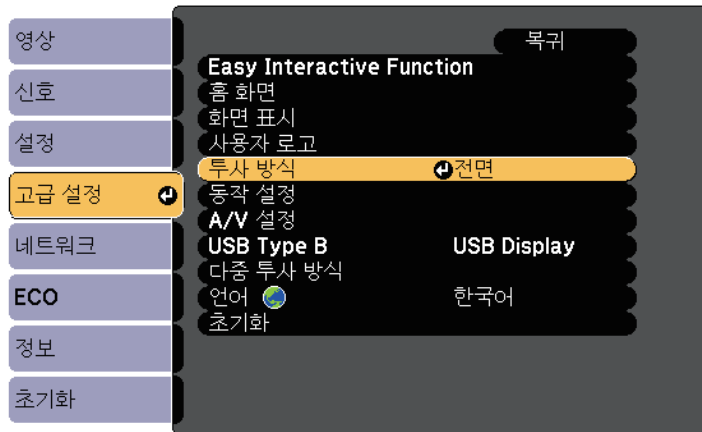 영상
신호
설정
고급 설정
네트워크
ECO
정보
초기화
복귀
Easy Interactive Function
홈 화면
화면 표시
사용자 로고
투사 방식 전면
동작 설정
A/V 설정
USB Type B USB Display
다중 투사 방식
언어 한국어
초기화